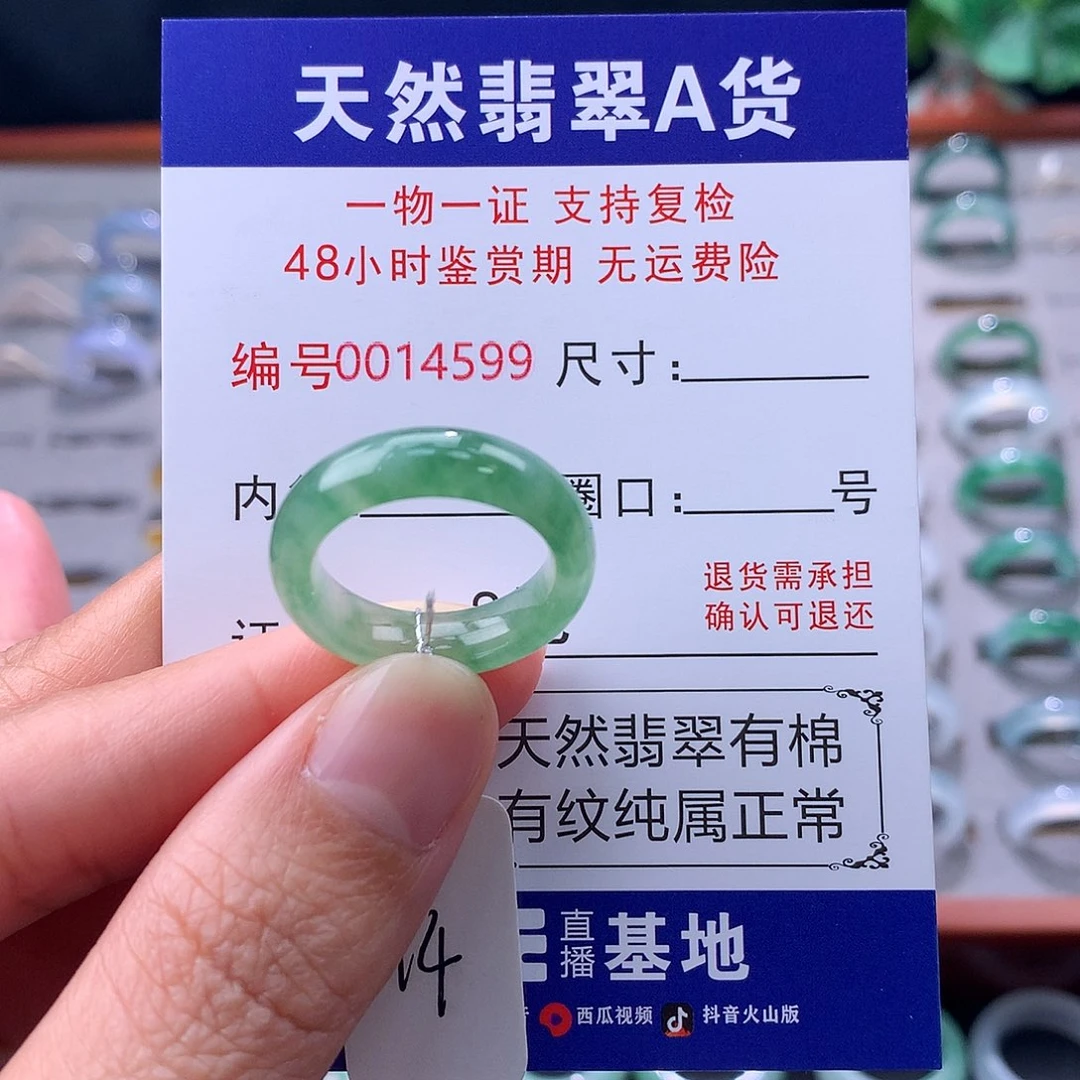 天然翡翠A货
一物一证 支持复检
48小时鉴赏期 无运费险
编号0014599 尺寸:
内 圈口: 号
退货需承担
确认可退还
证
天然翡翠有棉
有纹纯属正常
直播基地
西瓜视频 抖音火山版
14